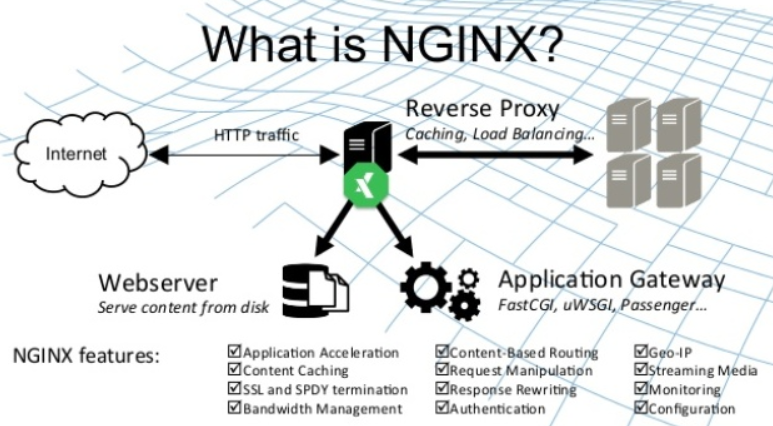 What is NGINX?
Internet
HTTP traffic
Reverse Proxy
Caching, Load Balancing...
Webserver
Serve content from disk
Application Gateway
FastCGI, uWSGI, Passenger...
NGINX features:
☑Application Acceleration
☑Content Caching
☑SSL and SPDY termination
☑Bandwidth Management
☑Content-Based Routing
☑Request Manipulation
☑Response Rewriting
☑Authentication
☑Geo-IP
☑Streaming Media
☑Monitoring
☑Configuration